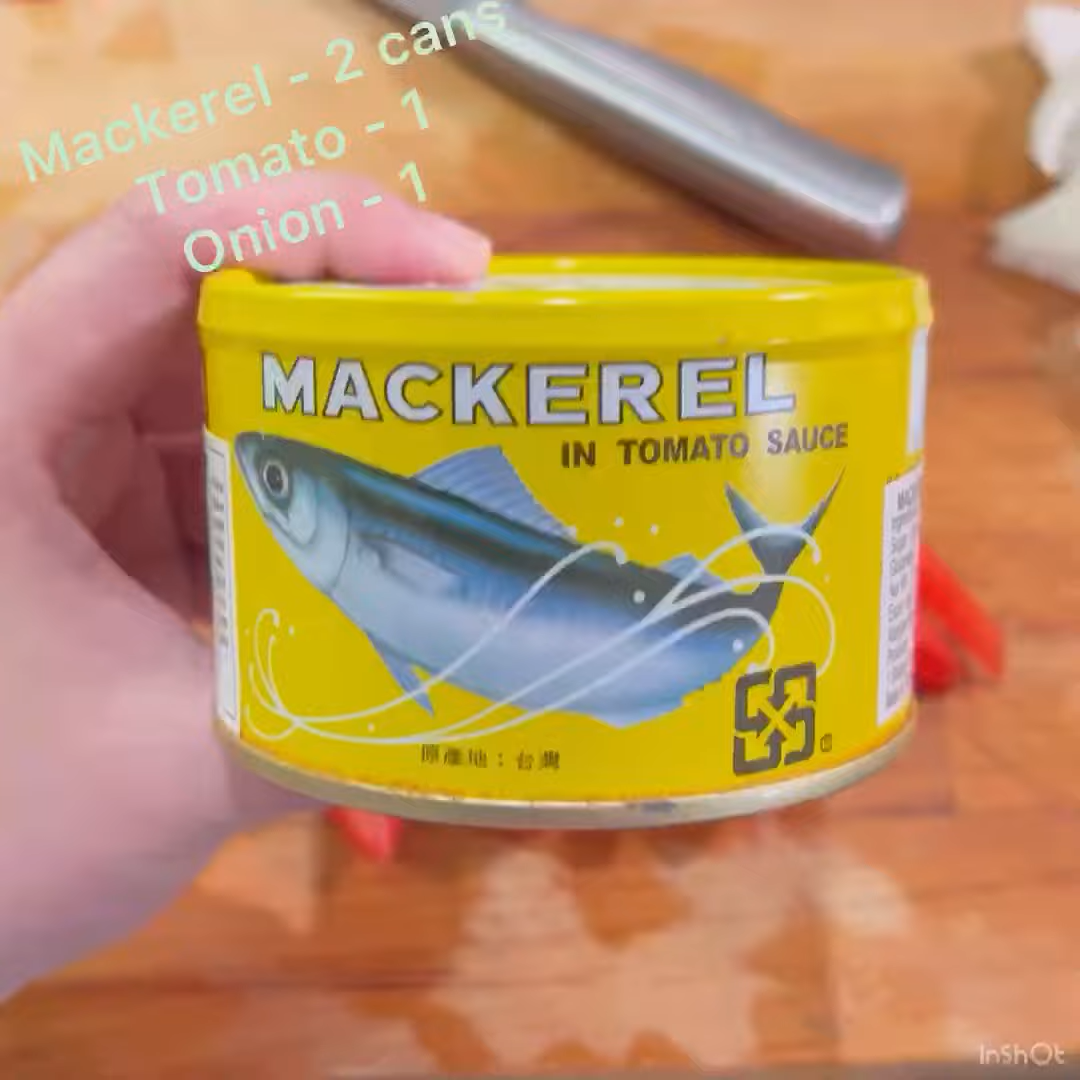 Mackerel - 2 cans
Tomato - 1
Onion - 1
MACKEREL
IN TOMATO SAUCE
原產地：台灣
InShOt